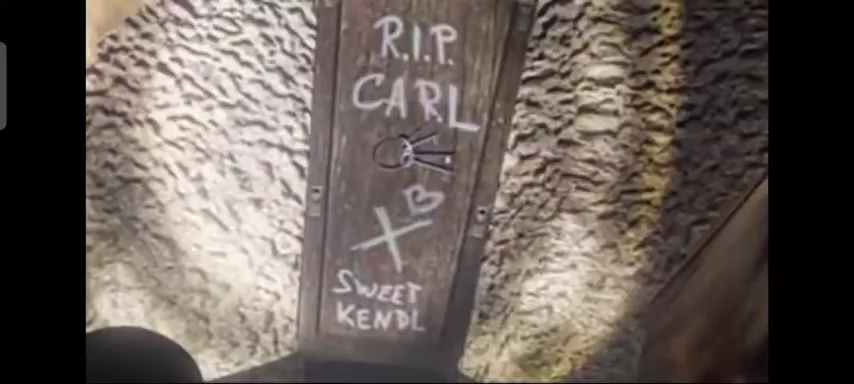 R.I.P.
CARL
X
SWEET
KENDL